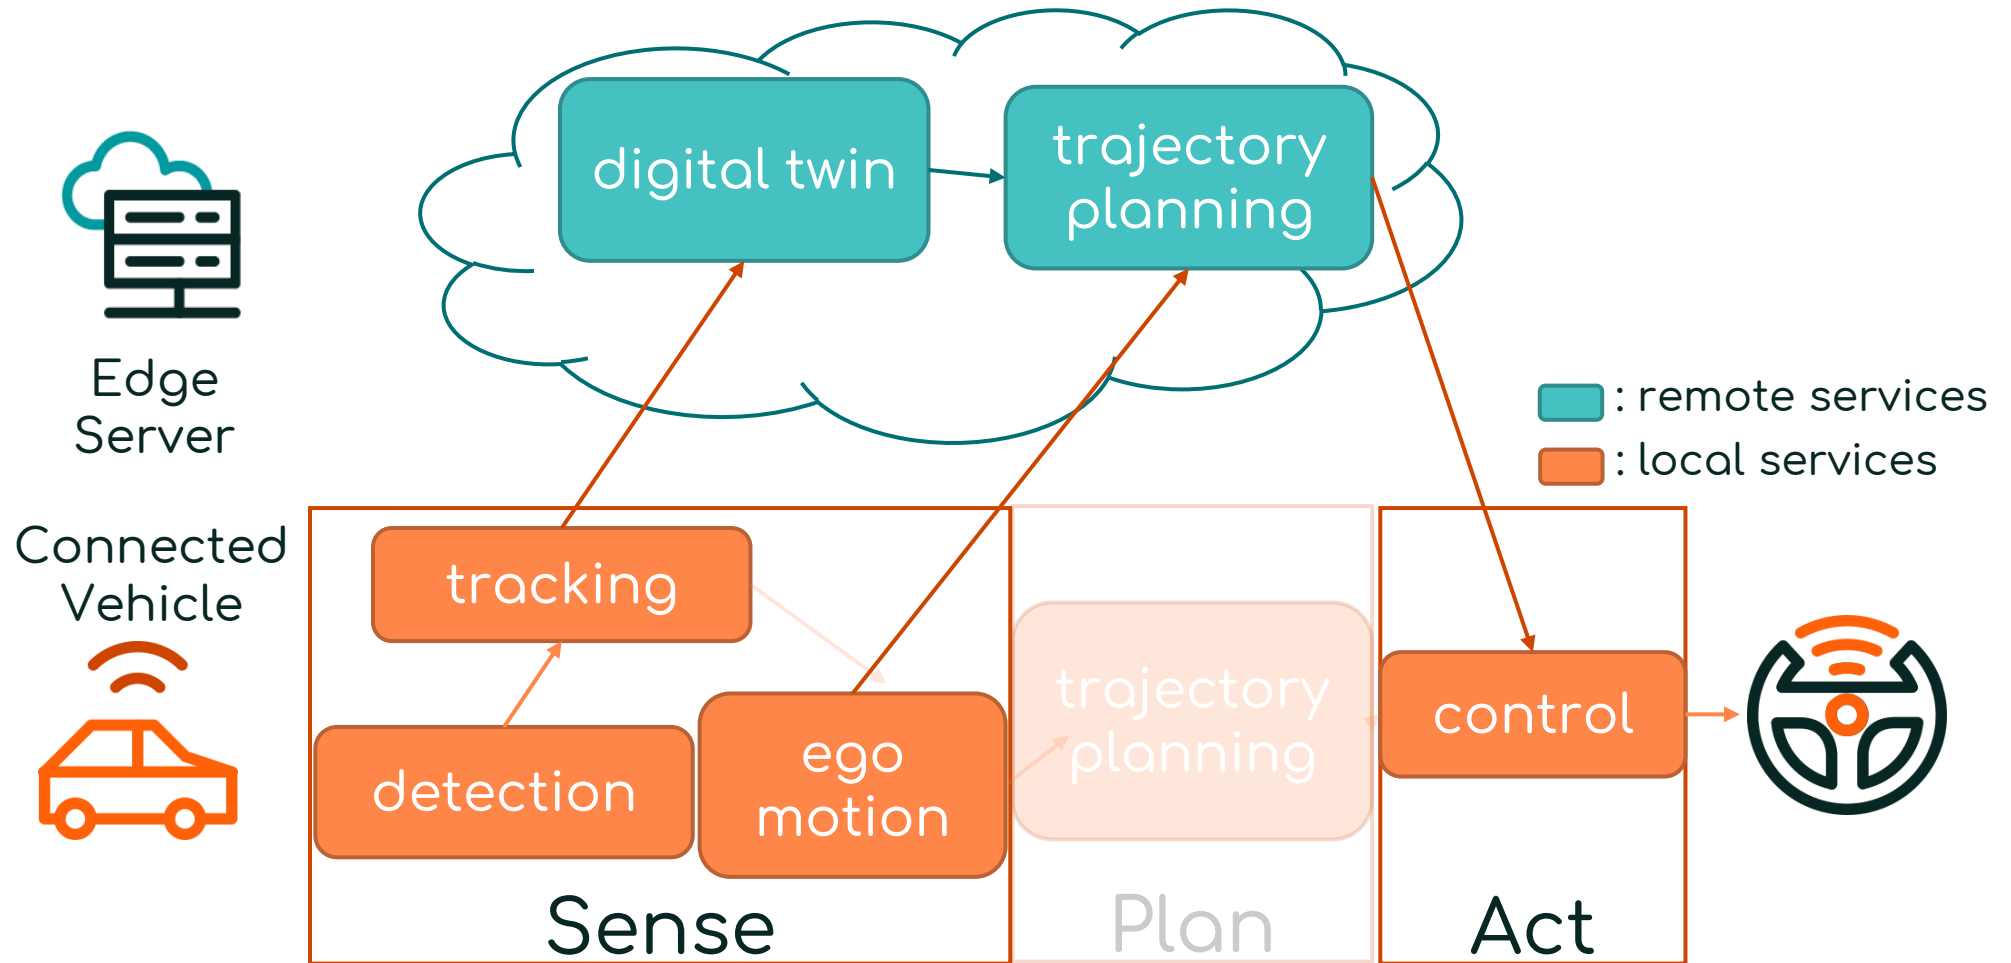 digital twin
trajectory
planning
Edge
Server
: remote services
: local services
Connected
Vehicle
tracking
detection
ego
motion
trajectory
planning
control
Sense
Plan
Act